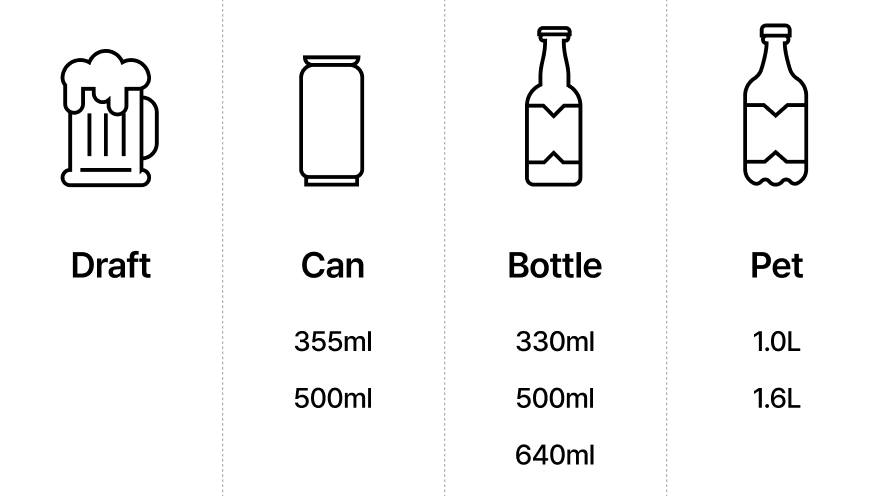 Draft
Can
355ml
500ml
Bottle
330ml
500ml
640ml
Pet
1.0L
1.6L